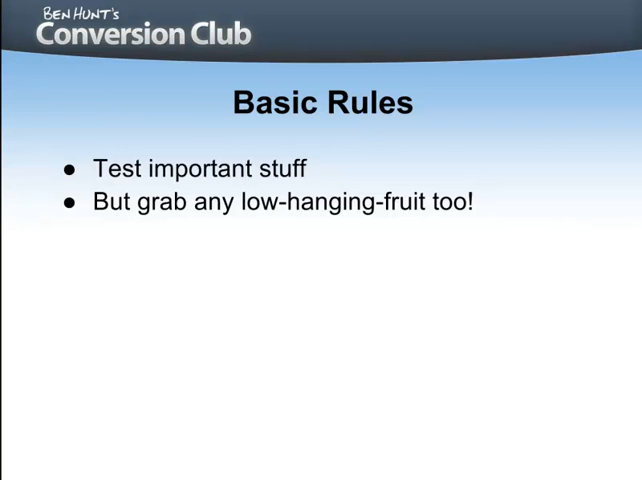 BEN HUNT'S
Conversion Club
Basic Rules
● Test important stuff
● But grab any low-hanging-fruit too!